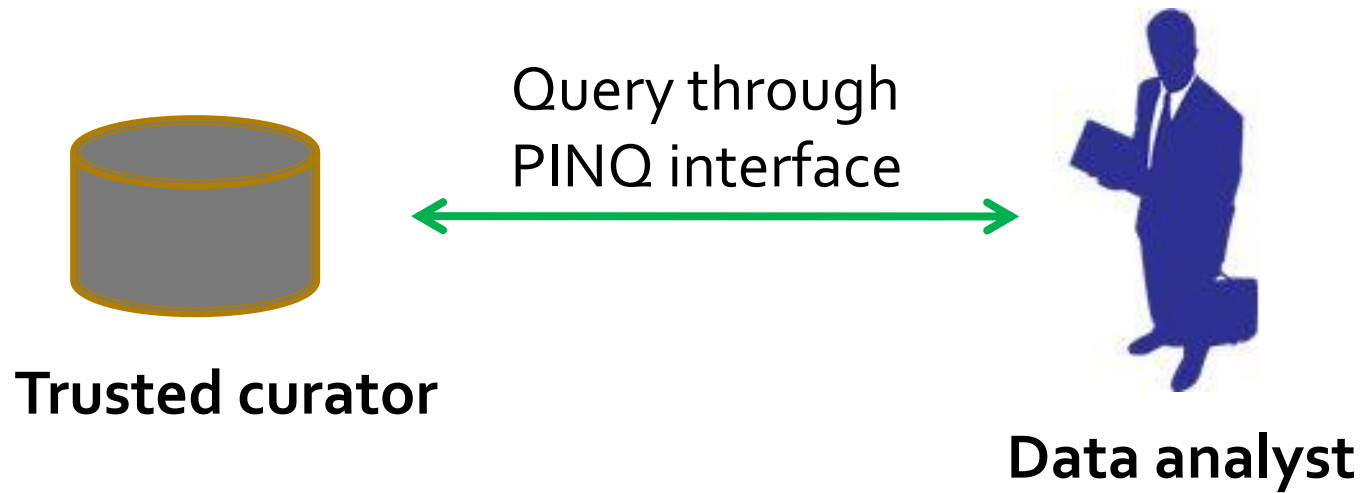 Query through
PINQ interface
Trusted curator
Data analyst